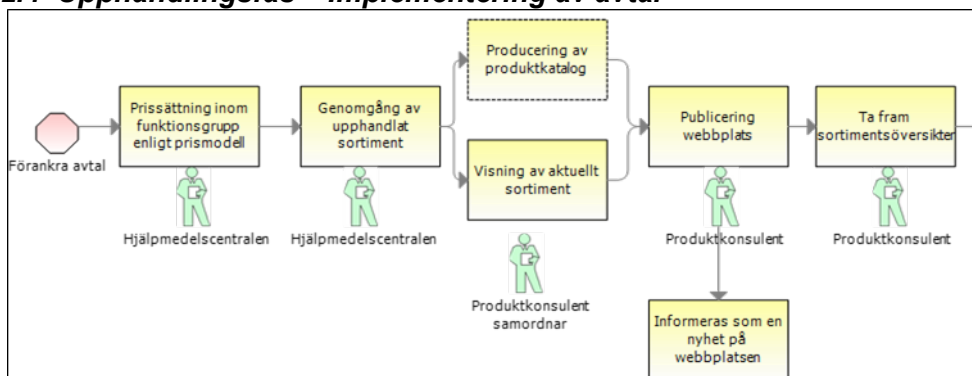 Upphandlingsfas – Implementering av avtal
Producering av
produktkatalog
Prissättning inom
funktionsgrupp
enligt prismodell
Genomgång av
upphandlat
sortiment
Publicering
webbplats
Ta fram
sortimentsöversikter
Förankra avtal
Visning av aktuellt
sortiment
Hjälpmedelscentralen
Hjälpmedelscentralen
Produktkonsulent
Produktkonsulent
Produktkonsulent
samordnar
Informeras som en
nyhet på
webbplatsen